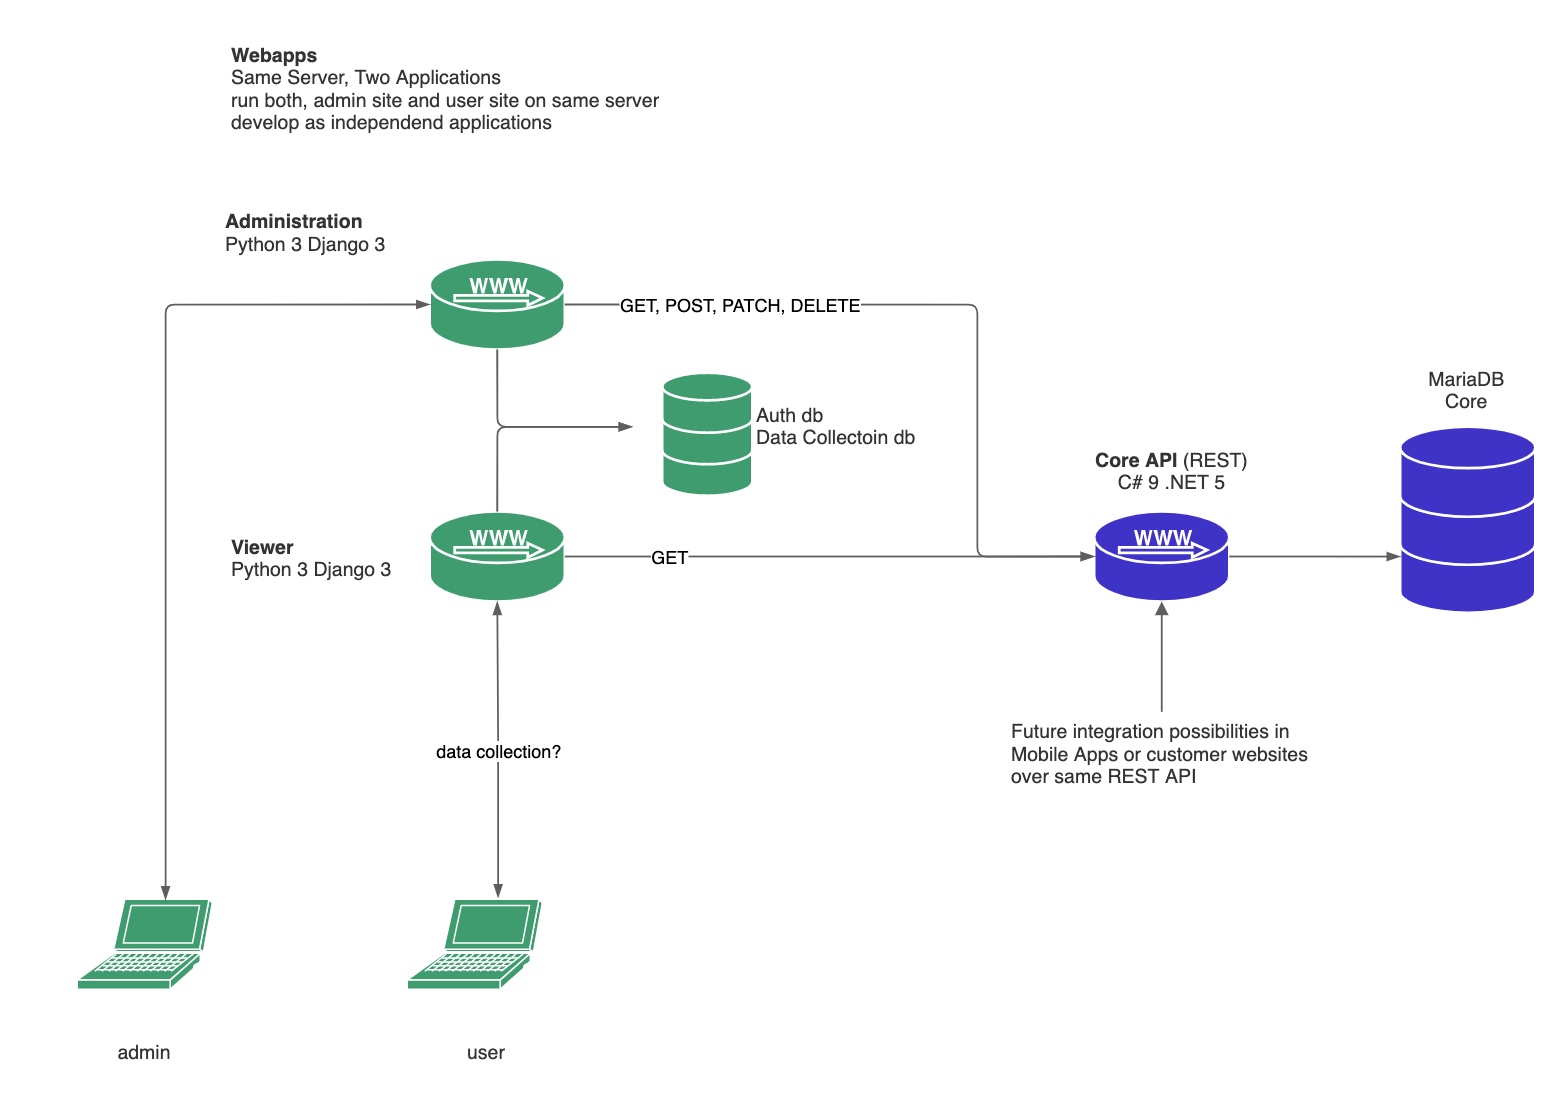 Webapps
Same Server, Two Applications
run both, admin site and user site on same server
develop as independend applications
Administration
Python 3 Django 3
WWW
GET, POST, PATCH, DELETE
Auth db
Data Collectoin db
MariaDB
Core
Core API (REST)
C# 9 .NET 5
WWW
Viewer
Python 3 Django 3
WWW
GET
Future integration possibilities in
Mobile Apps or customer websites
over same REST API
data collection?
admin
user